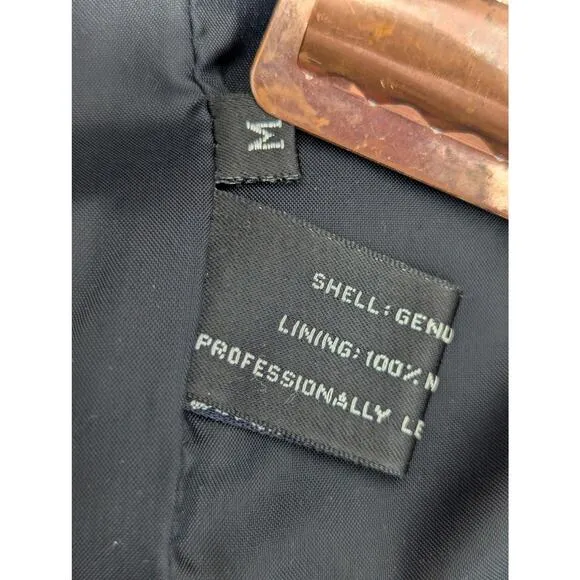 M
SHELL: GENU
LINING: 100% N
PROFESSIONALLY LE